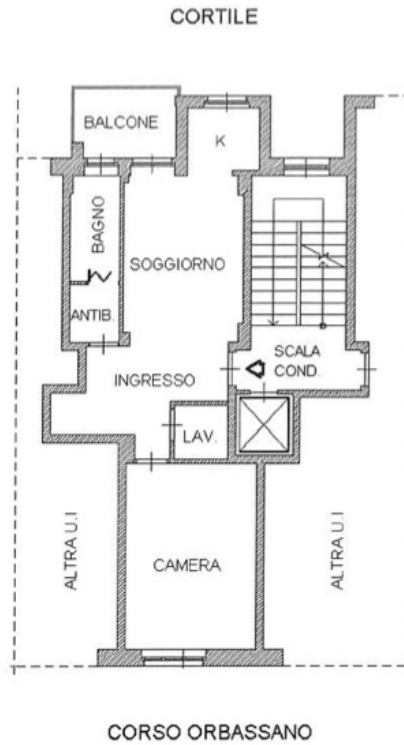 CORTILE
BALCONE
K
BAGNO
SOGGIORNO
ANTIB.
SCALA
COND.
INGRESSO
LAV.
CAMERA
ALTRA U.I
ALTRA U.I
CORSO ORBASSANO